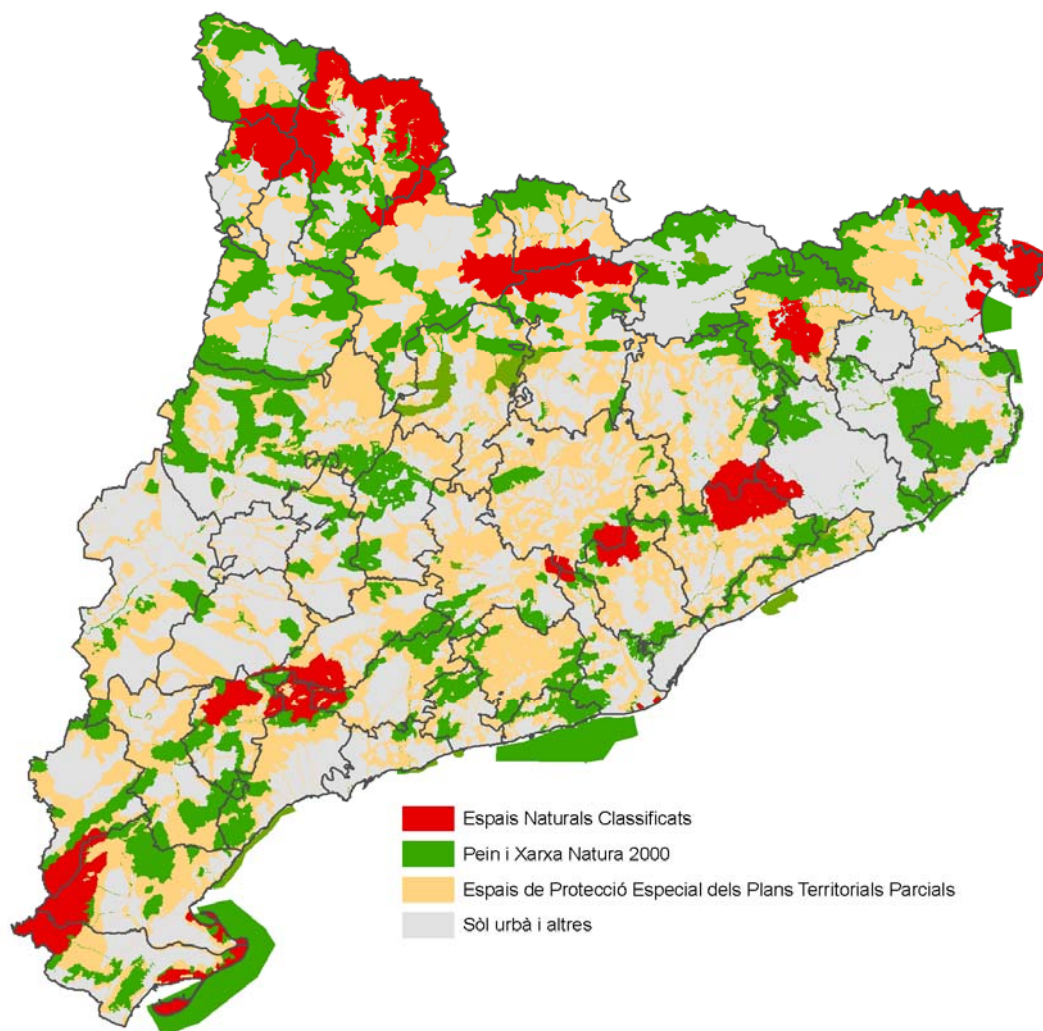 Espais Naturals Classificats
Pein i Xarxa Natura 2000
Espais de Protecció Especial dels Plans Territorials Parcials
Sòl urbà i altres